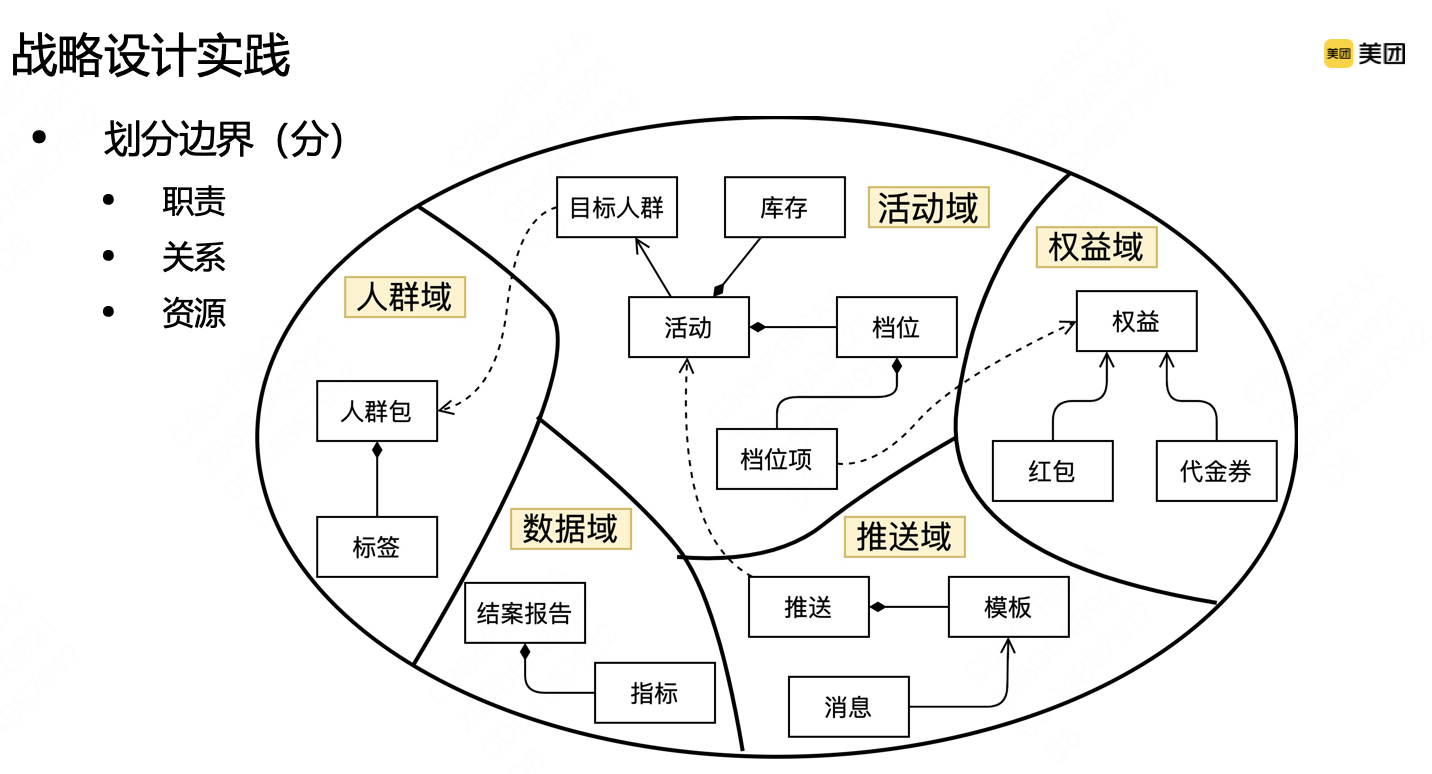 战略设计实践
美团 美团
• 划分边界（分）
• 职责
• 关系
• 资源
目标人群
库存
活动域
权益域
人群域
活动
档位
权益
人群包
档位项
红包
代金券
标签
数据域
推送域
结案报告
推送
模板
指标
消息